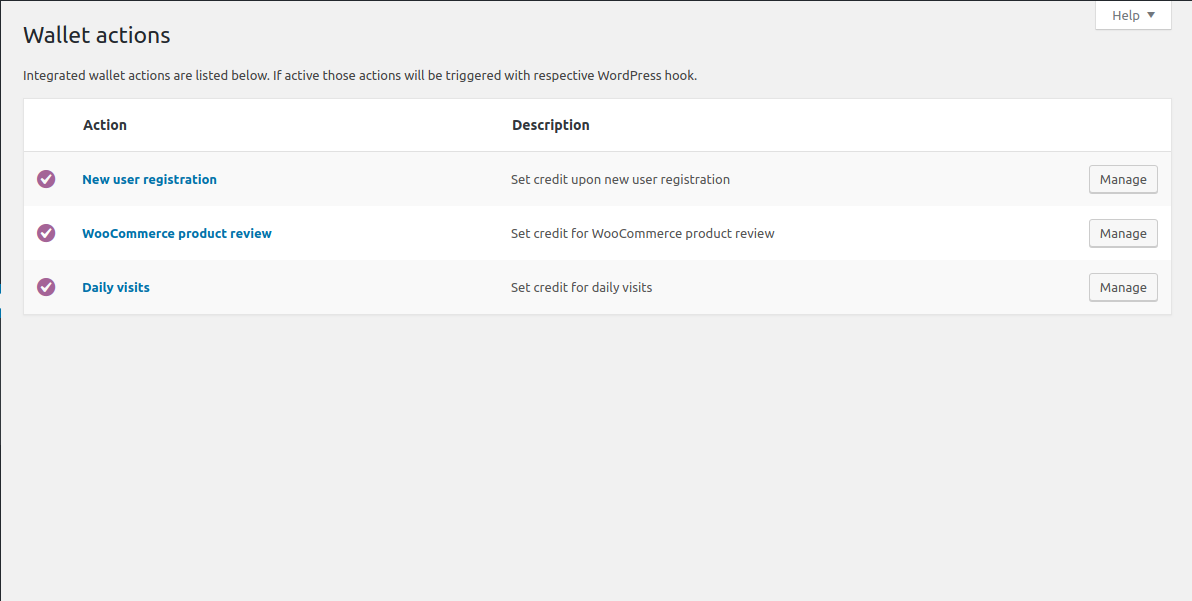 Help
Wallet actions
Integrated wallet actions are listed below. If active those actions will be triggered with respective WordPress hook.
Action Description
New user registration Set credit upon new user registration Manage
WooCommerce product review Set credit for WooCommerce product review Manage
Daily visits Set credit for daily visits Manage